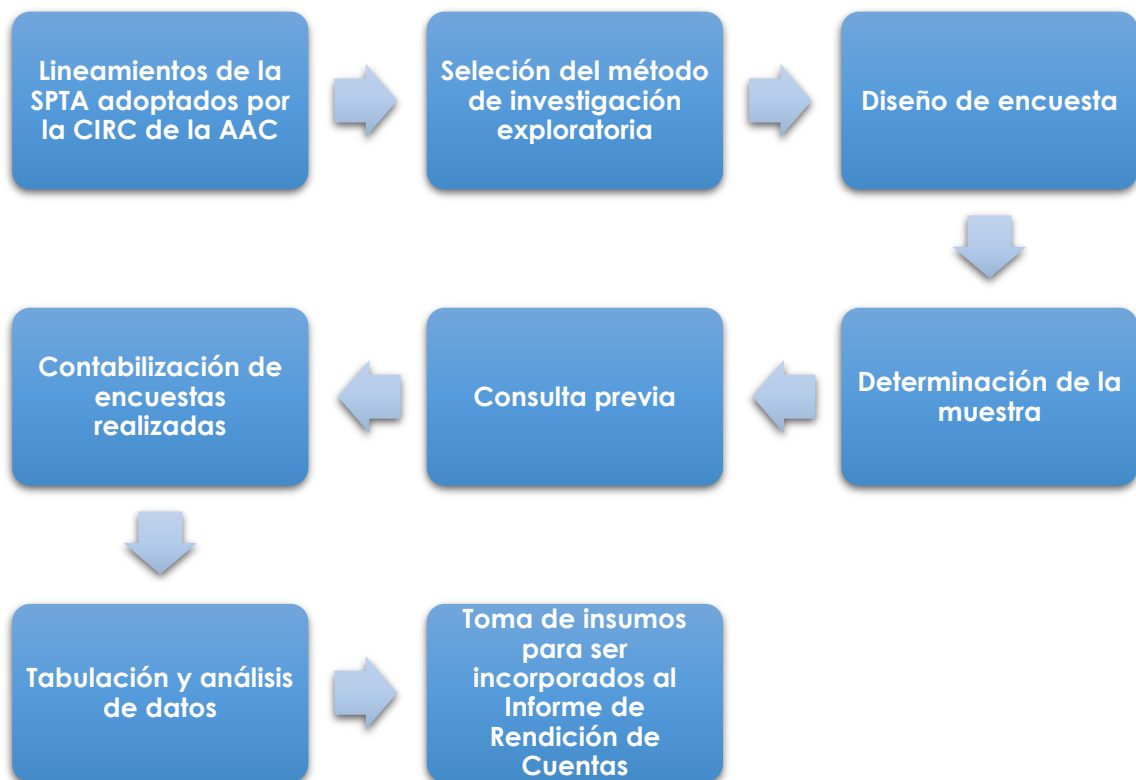 Lineamientos de la
SPTA adoptados por
la CIRC de la AAC
Seleción del método
de investigación
exploratoria
Diseño de encuesta
Determinación de la
muestra
Consulta previa
Contabilización de
encuestas
realizadas
Tabulación y análisis
de datos
Toma de insumos
para ser
incorporados al
Informe de
Rendición de
Cuentas